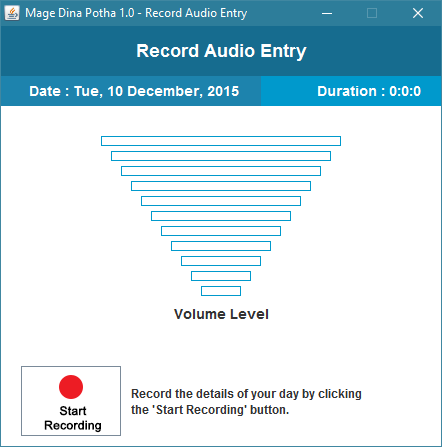 Mage Dina Potha 1.0 - Record Audio Entry
Record Audio Entry
Date : Tue, 10 December, 2015
Duration : 0:0:0
Volume Level
Start
Recording
Record the details of your day by clicking
the 'Start Recording' button.